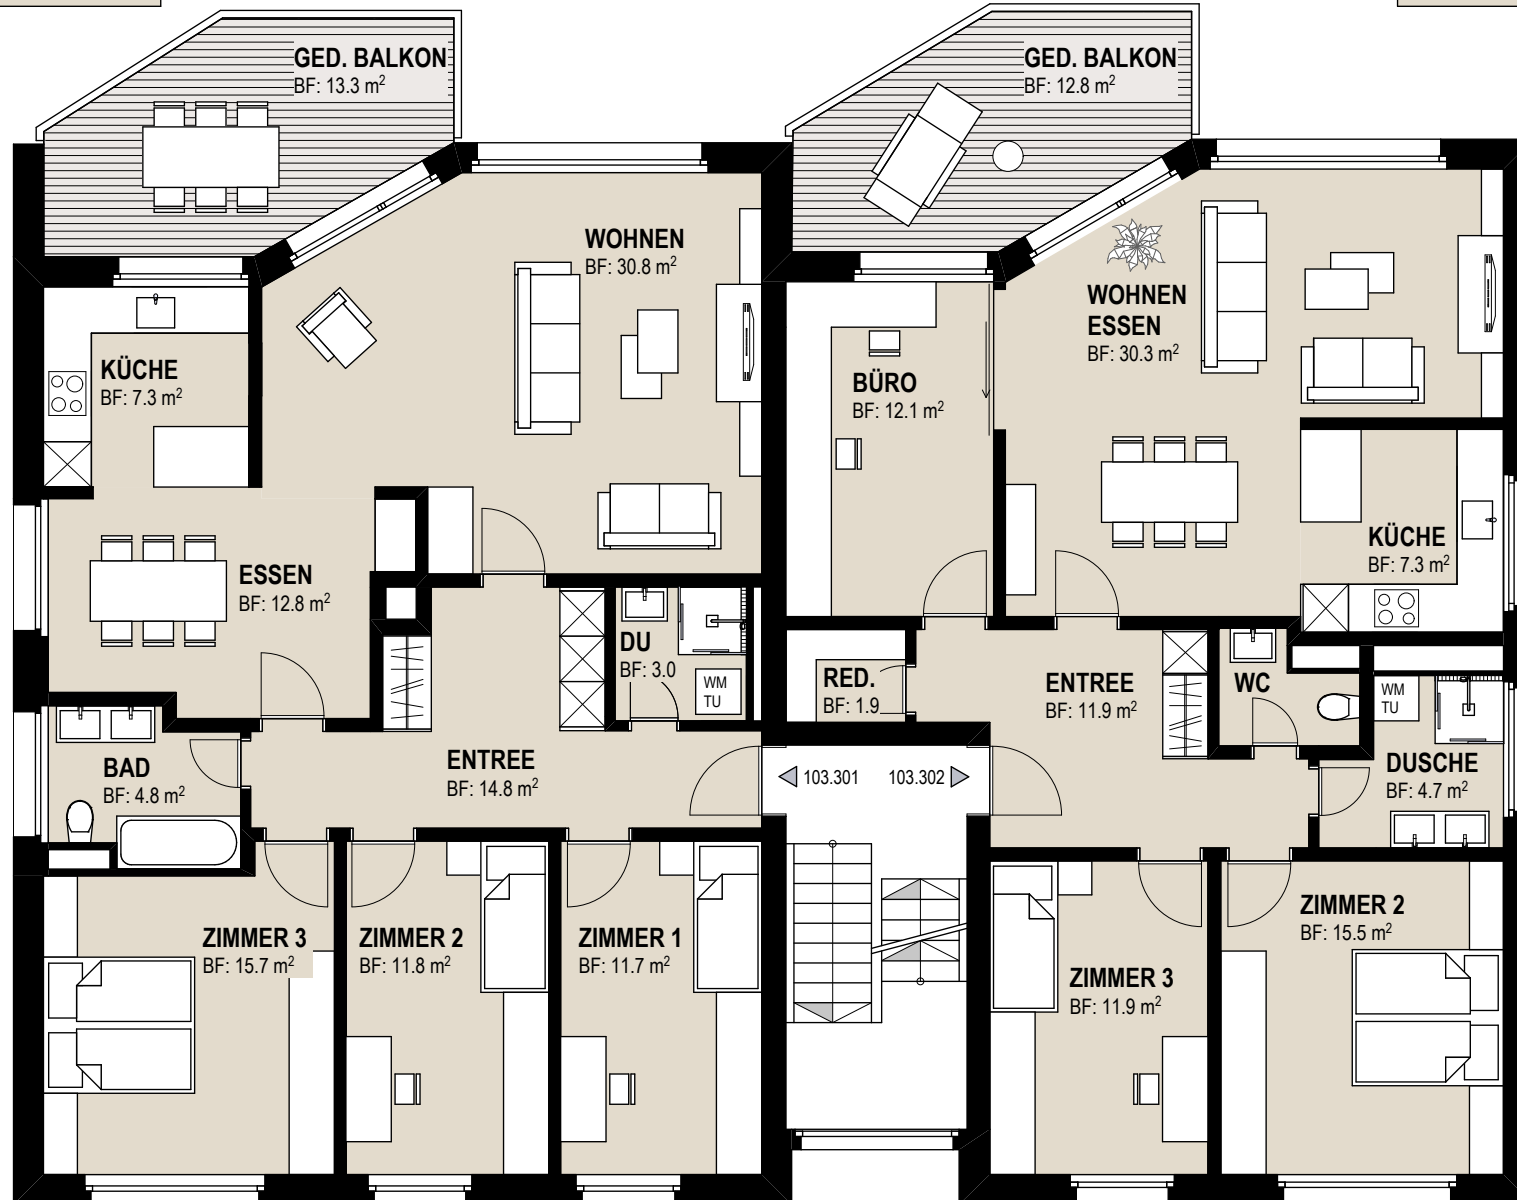 GED. BALKON
BF: 13.3 m²
GED. BALKON
BF: 12.8 m²
WOHNEN
BF: 30.8 m²
WOHNEN
ESSEN
BF: 30.3 m²
KÜCHE
BF: 7.3 m²
BÜRO
BF: 12.1 m²
KÜCHE
BF: 7.3 m²
ESSEN
BF: 12.8 m²
DU
BF: 3.0
WM
TU
RED.
BF: 1.9
ENTREE
BF: 11.9 m²
WC
WM
TU
BAD
BF: 4.8 m²
ENTREE
BF: 14.8 m²
103.301
103.302
DUSCHE
BF: 4.7 m²
ZIMMER 3
BF: 15.7 m²
ZIMMER 2
BF: 11.8 m²
ZIMMER 1
BF: 11.7 m²
ZIMMER 3
BF: 11.9 m²
ZIMMER 2
BF: 15.5 m²